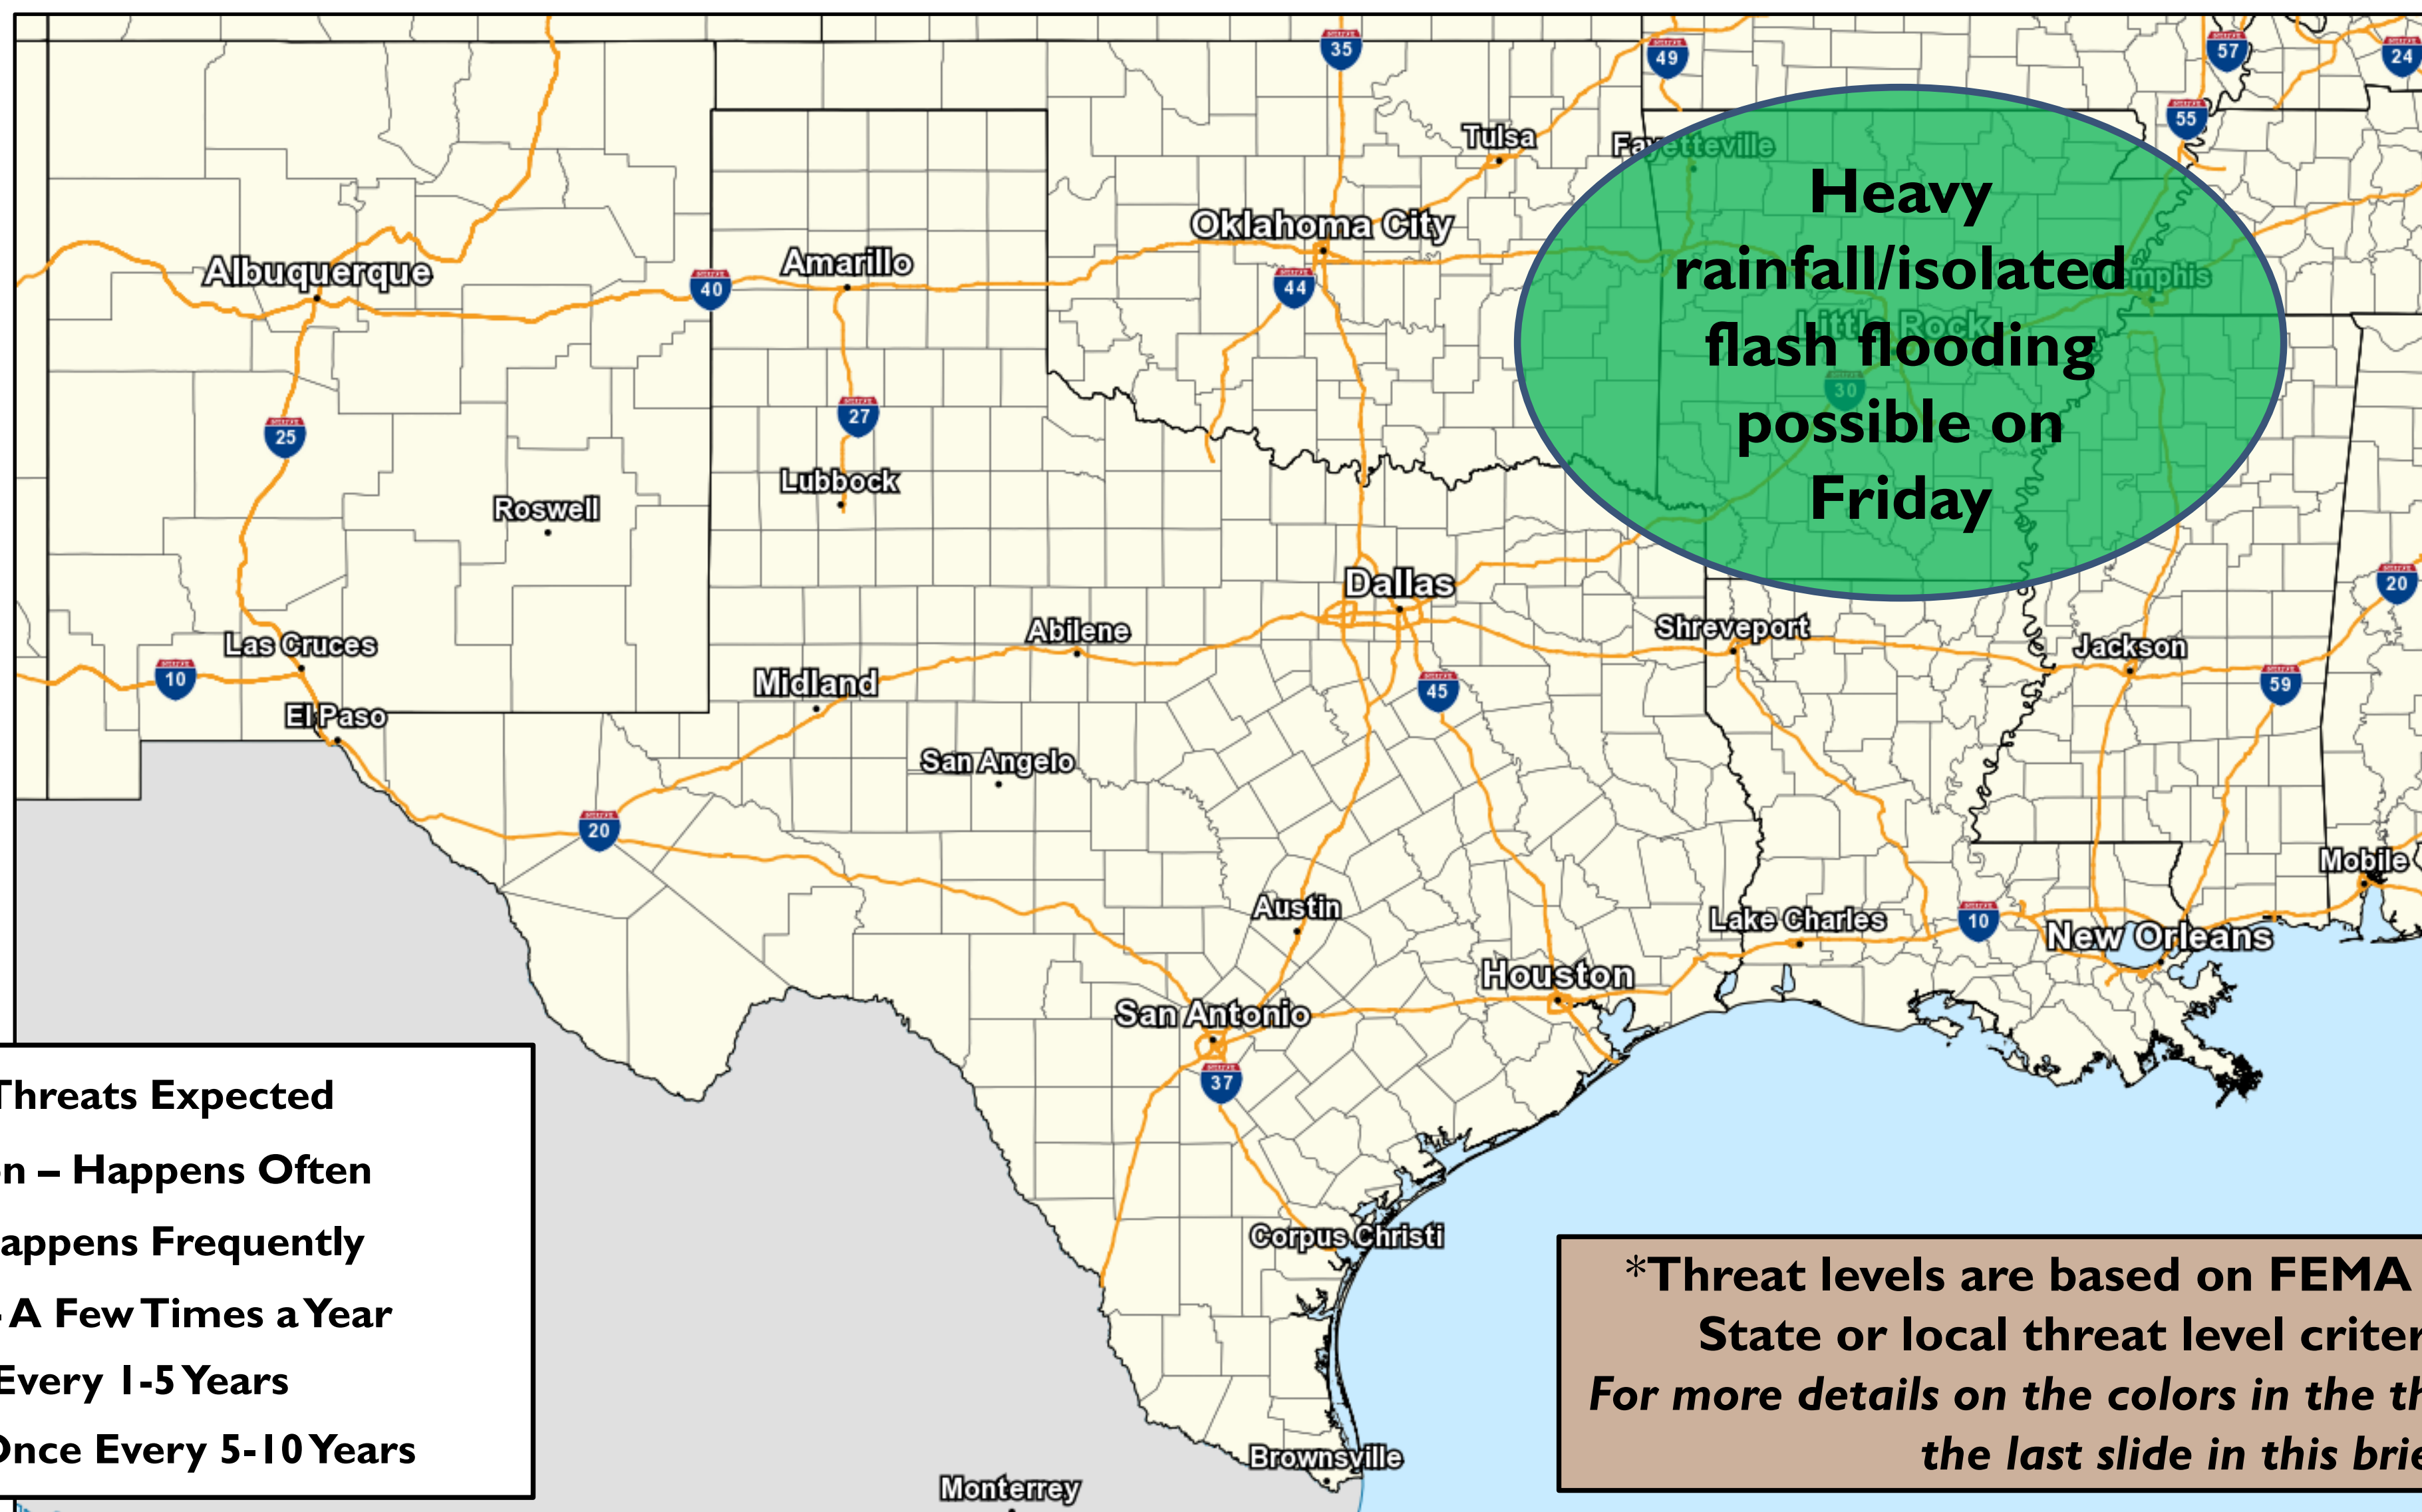 35
49
57
24
55
Tulsa
Fayetteville
Heavy
rainfall/isolated
flash flooding
possible on
Friday
Oklahoma City
Albuquerque
Amarillo
40
44
Memphis
Little Rock
30
27
25
Lubbock
Roswell
Dallas
20
Las Cruces
Abilene
Shreveport
Jackson
10
Midland
45
59
El Paso
San Angelo
20
Mobile
Austin
Lake Charles
10
New Orleans
Houston
San Antonio
37
Corpus Christi
Brownsville
Monterrey
Threats Expected
n – Happens Often
appens Frequently
- A Few Times a Year
Every 1-5 Years
Once Every 5-10 Years
*Threat levels are based on FEMA
State or local threat level criter
For more details on the colors in the th
the last slide in this brie